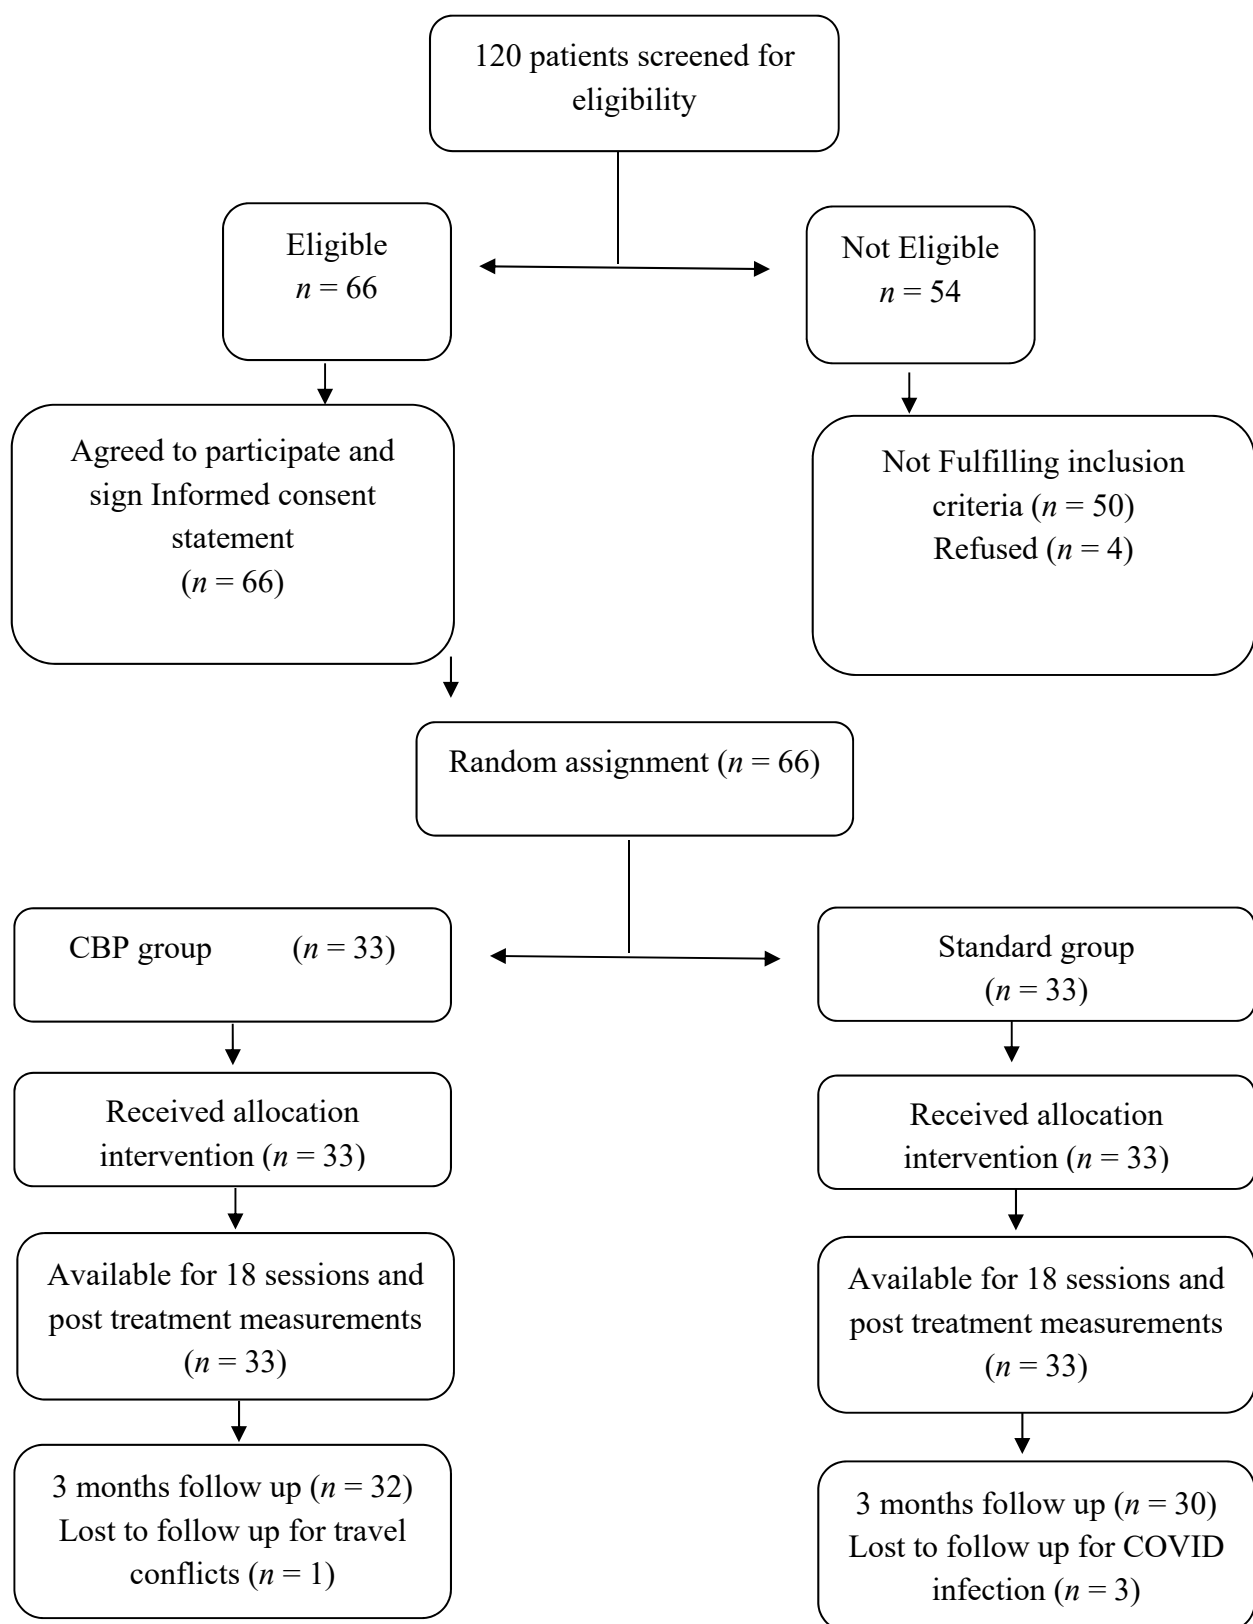 120 patients screened for
eligibility
Eligible
n = 66
Not Eligible
n = 54
Agreed to participate and
sign Informed consent
statement
(n = 66)
Not Fulfilling inclusion
criteria (n = 50)
Refused (n = 4)
Random assignment (n = 66)
CBP group (n = 33)
Standard group
(n = 33)
Received allocation
intervention (n = 33)
Received allocation
intervention (n = 33)
Available for 18 sessions and
post treatment measurements
(n = 33)
Available for 18 sessions and
post treatment measurements
(n = 33)
3 months follow up (n = 32)
Lost to follow up for travel
conflicts (n = 1)
3 months follow up (n = 30)
Lost to follow up for COVID
infection (n = 3)